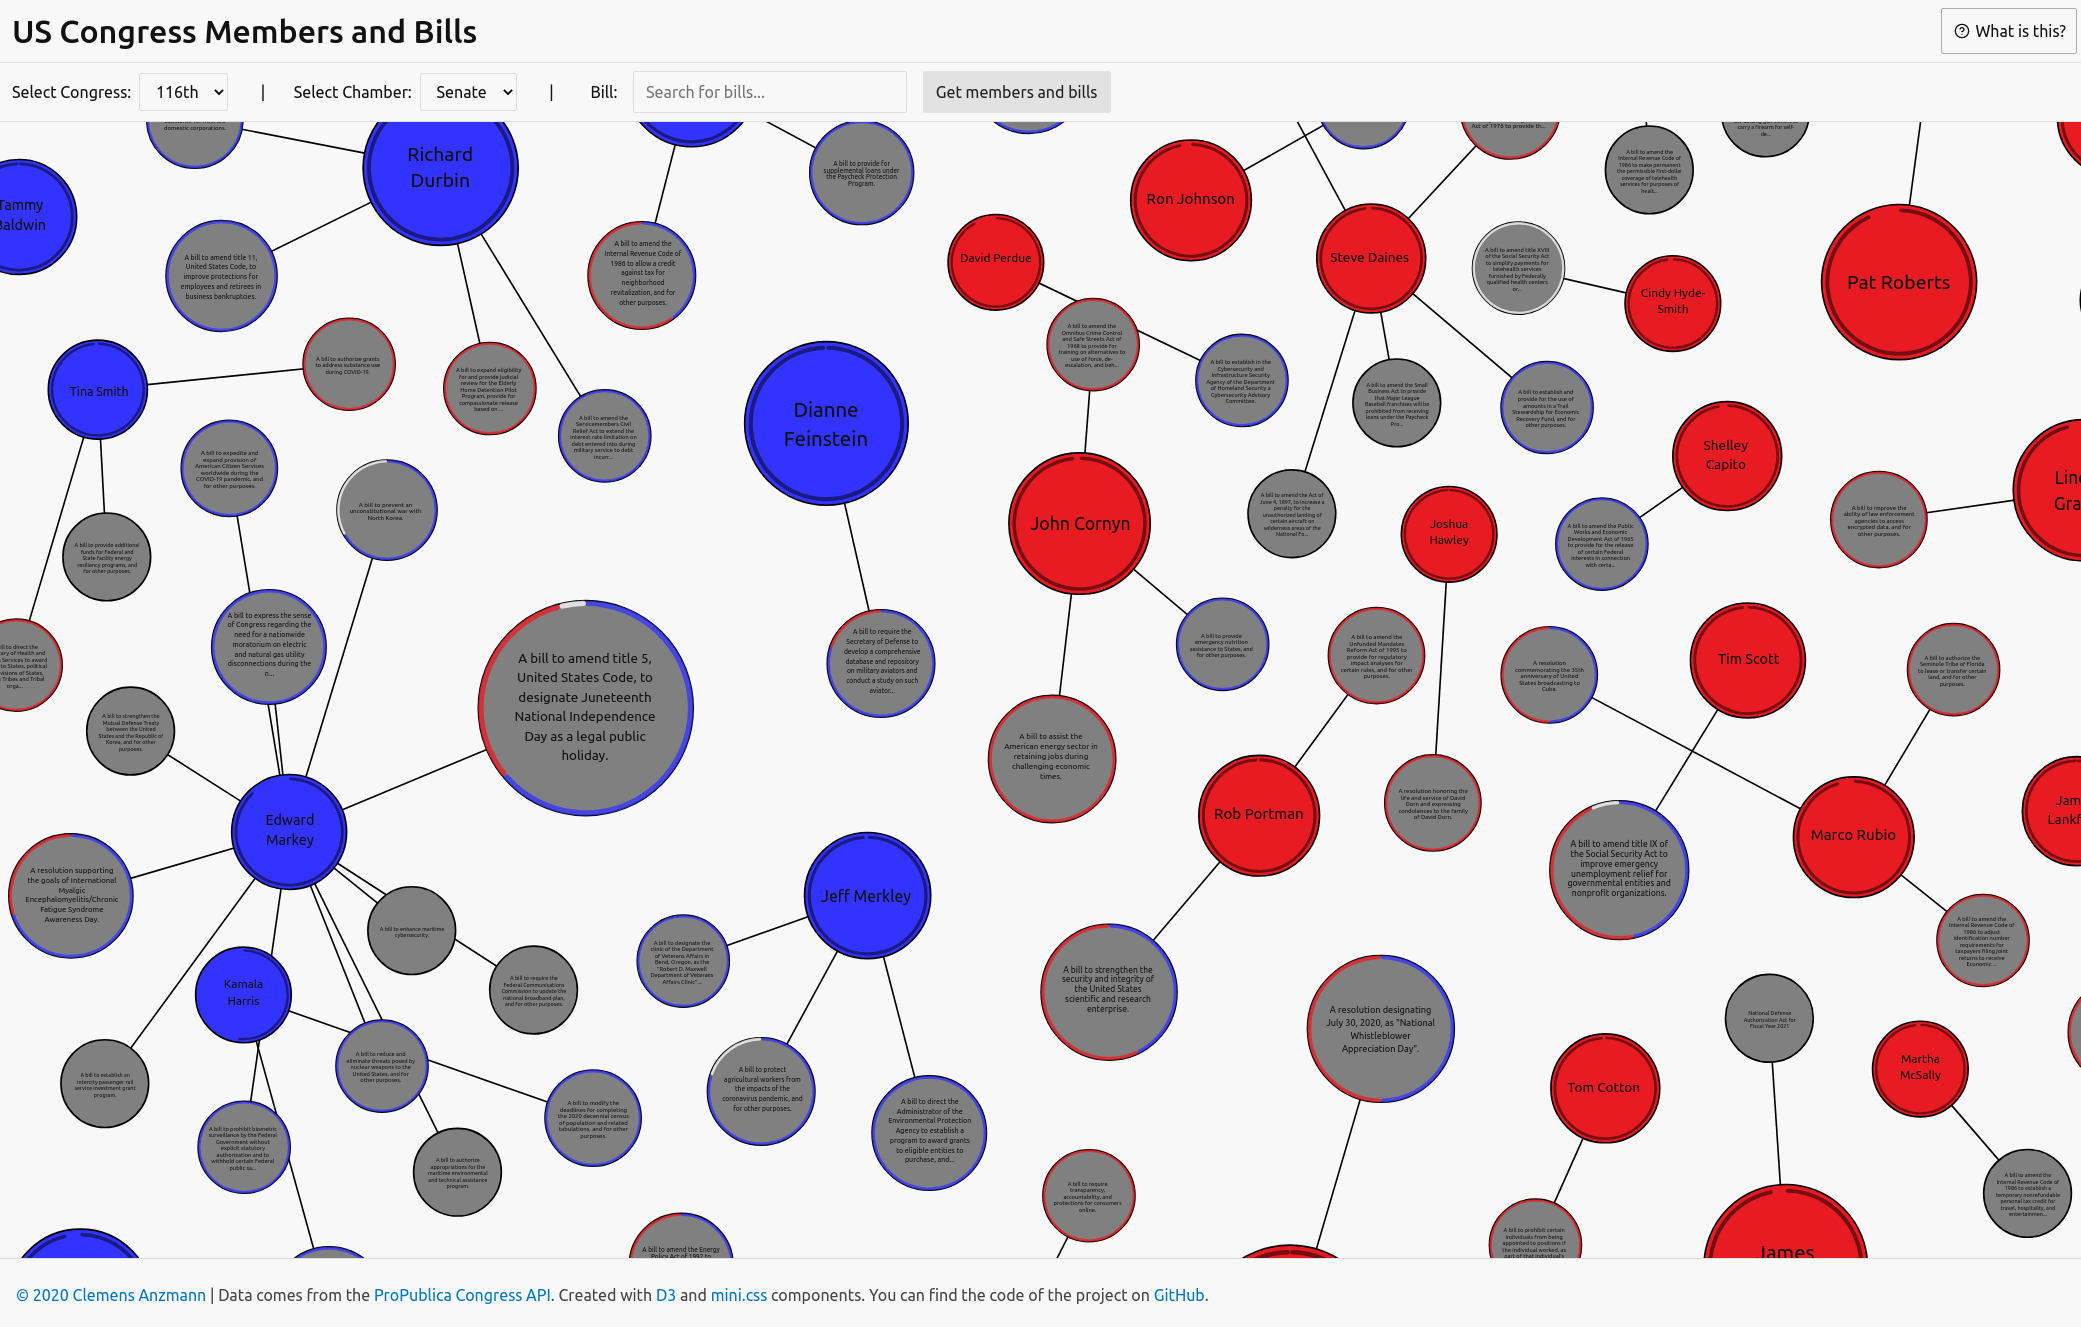 US Congress Members and Bills
What is this?
Select Congress:
116th
|
Select Chamber:
Senate
|
Bill:
Search for bills...
Get members and bills
domestic corporations.
Richard
Durbin
A bill to provide for
supplemental loans under
the Paycheck Protection
Program.
Act of 1976 to provide th...
carry a firearm for self-
de...
A bill to amend the
Internal Revenue Code of
1986 to make permanent
the permissible first-dollar
coverage of telehealth
services for purposes of
healt...
Tammy
Baldwin
Ron Johnson
A bill to amend title 11,
United States Code, to
improve protections for
employees and retirees in
business bankruptcies.
A bill to amend the
Internal Revenue Code of
1986 to allow a credit
against tax for
neighborhood
revitalization, and for
other purposes.
David Perdue
Steve Daines
A bill to amend title XVIII
of the Social Security Act
to simplify payments for
telehealth services
furnished by Federally
qualified health centers
or...
Cindy Hyde-
Smith
Pat Roberts
A bill to authorize grants
to address substance use
during COVID-19.
A bill to expand eligibility
for and provide judicial
review for the Elderly
Home Detention Pilot
Program, provide for
compassionate release
based on ...
A bill to amend the
Omnibus Crime Control
and Safe Streets Act of
1968 to provide for
training on alternatives to
use of force, de-
escalation, and beh...
A bill to establish in the
Cybersecurity and
Infrastructure Security
Agency of the Department
of Homeland Security a
Cybersecurity Advisory
Committee.
Tina Smith
A bill to amend the
Servicemembers Civil
Relief Act to extend the
interest rate limitation on
debt entered into during
military service to debt
incurr...
Dianne
Feinstein
A bill to amend the Small
Business Act to provide
that Major League
Baseball franchises will be
prohibited from receiving
loans under the Paycheck
Pro...
A bill to establish and
provide for the use of
amounts in a Trail
Stewardship for Economic
Recovery Fund, and for
other purposes.
Shelley
Capito
A bill to expedite and
expand provision of
American Citizen Services
worldwide during the
COVID-19 pandemic, and
for other purposes.
A bill to prevent an
unconstitutional war with
North Korea.
John Cornyn
A bill to amend the Act of
June 4, 1897, to increase a
penalty for the
unauthorized landing of
certain aircraft on
wilderness areas of the
National Fo...
Joshua
Hawley
A bill to amend the Public
Works and Economic
Development Act of 1965
to provide for the release
of certain Federal
interests in connection
with certa...
A bill to improve the
ability of law enforcement
agencies to access
encrypted data, and for
other purposes.
A bill to provide additional
funds for Federal and
State facility energy
resiliency programs, and
for other purposes.
A bill to express the sense
of Congress regarding the
need for a nationwide
moratorium on electric
and natural gas utility
disconnections during the
n...
bill to direct the
ary of Health and
Services to award
to States, political
visions of States,
Tribes and Tribal
orga...
A bill to amend title 5,
United States Code, to
designate Juneteenth
National Independence
Day as a legal public
holiday.
A bill to require the
Secretary of Defense to
develop a comprehensive
database and repository
on military aviators and
conduct a study on such
aviator...
A bill to provide
emergency nutrition
assistance to States, and
for other purposes.
A bill to amend the
Unfunded Mandates
Reform Act of 1995 to
provide for regulatory
impact analyses for
certain rules, and for other
purposes.
A resolution
commemorating the 35th
anniversary of United
States broadcasting to
Cuba.
Tim Scott
A bill to authorize the
Seminole Tribe of Florida
to lease or transfer certain
land, and for other
purposes.
A bill to strengthen the
Mutual Defense Treaty
between the United
States and the Republic of
Korea, and for other
purposes.
A bill to assist the
American energy sector in
retaining jobs during
challenging economic
times.
Edward
Markey
Rob Portman
A resolution honoring the
life and service of David
Dorn and expressing
condolences to the family
of David Dorn.
Marco Rubio
A resolution supporting
the goals of International
Myalgic
Encephalomyelitis/Chronic
Fatigue Syndrome
Awareness Day.
Jeff Merkley
A bill to amend title IX of
the Social Security Act to
improve emergency
unemployment relief for
governmental entities and
nonprofit organizations.
A bill to enhance maritime
cybersecurity.
A bill to designate the
clinic of the Department
of Veterans Affairs in
Bend, Oregon, as the
"Robert D. Maxwell
Department of Veterans
Affairs Clinic"...
A bill to amend the
Internal Revenue Code of
1986 to adjust
identification number
requirements for
taxpayers filing joint
returns to receive
Economic ...
Kamala
Harris
A bill to require the
Federal Communications
Commission to update the
national broadband plan,
and for other purposes.
A bill to strengthen the
security and integrity of
the United States
scientific and research
enterprise.
A resolution designating
July 30, 2020, as "National
Whistleblower
Appreciation Day".
National Defense
Authorization Act for
Fiscal Year 2021
A bill to establish an
intercity passenger rail
service investment grant
program.
A bill to reduce and
eliminate threats posed by
nuclear weapons to the
United States, and for
other purposes.
A bill to protect
agricultural workers from
the impacts of the
coronavirus pandemic, and
for other purposes.
Tom Cotton
Martha
McSally
A bill to modify the
deadlines for completing
the 2020 decennial census
of population and related
tabulations, and for other
purposes.
A bill to direct the
Administrator of the
Environmental Protection
Agency to establish a
program to award grants
to eligible entities to
purchase, and...
A bill to prohibit biometric
surveillance by the Federal
Government without
explicit statutory
authorization and to
withhold certain Federal
public sa...
A bill to authorize
appropriations for the
maritime environmental
and technical assistance
program.
A bill to require
transparency,
accountability, and
protections for consumers
online.
A bill to amend the
Internal Revenue Code of
1986 to establish a
temporary nonrefundable
personal tax credit for
travel, hospitality, and
entertainmen...
A bill to amend the Energy
Policy Act of 1992 to
A bill to prohibit certain
individuals from being
appointed to positions if
the individual worked, as
part of that individual's
James
© 2020 Clemens Anzmann | Data comes from the ProPublica Congress API. Created with D3 and mini.css components. You can find the code of the project on GitHub.